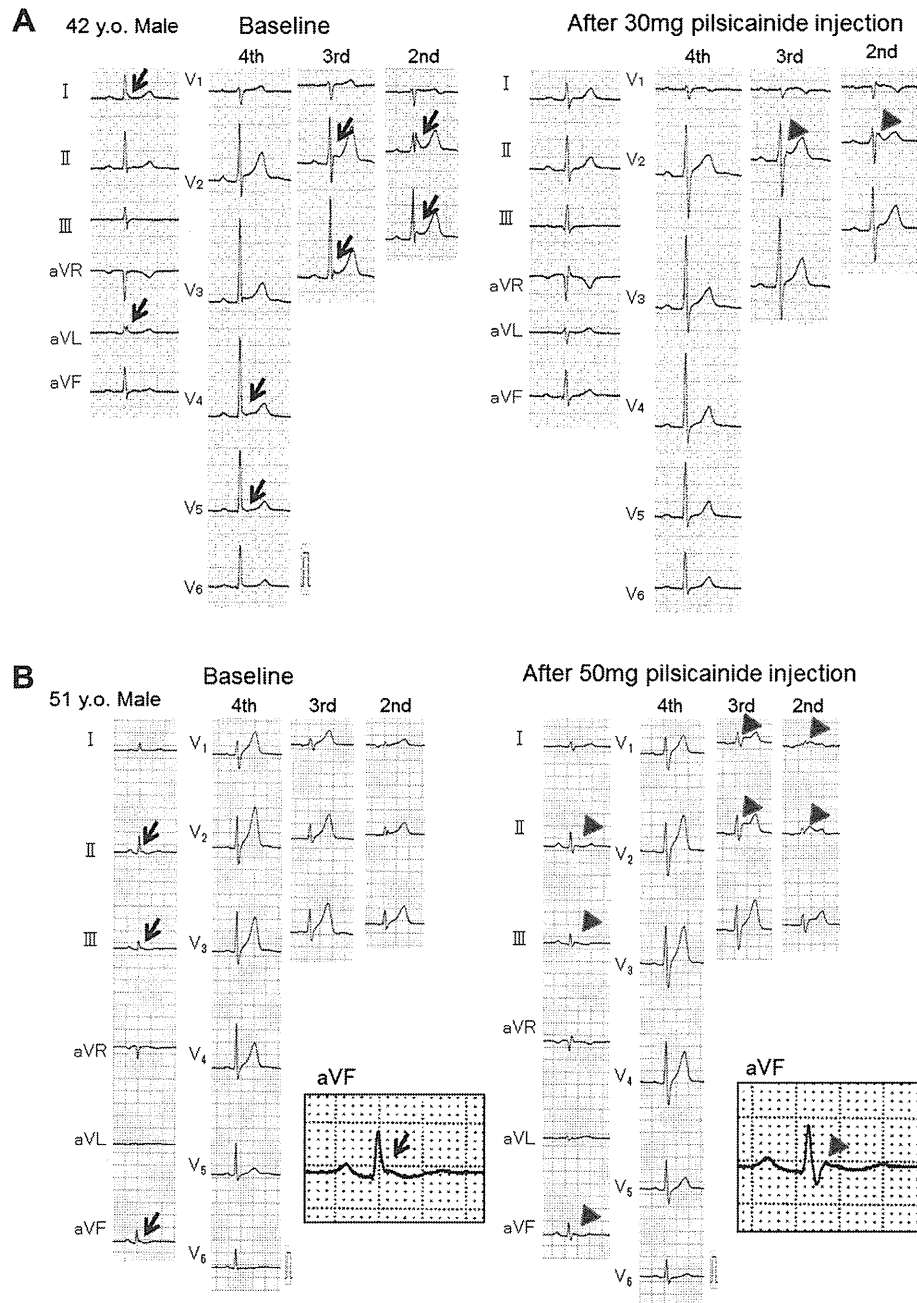 A
42 y.o. Male
Baseline
After 30mg pilsicainide injection
4th
3rd
2nd
4th
3rd
2nd
I
II
III
aVR
aVL
aVF
V1
V2
V3
V4
V5
V6
I
II
III
aVR
aVL
aVF
V1
V2
V3
V4
V5
V6
B
51 y.o. Male
Baseline
After 50mg pilsicainide injection
4th
3rd
2nd
4th
3rd
2nd
I
II
III
aVR
aVL
aVF
V1
V2
V3
V4
V5
V6
aVF
I
II
III
aVR
aVL
aVF
V1
V2
V3
V4
V5
V6
aVF